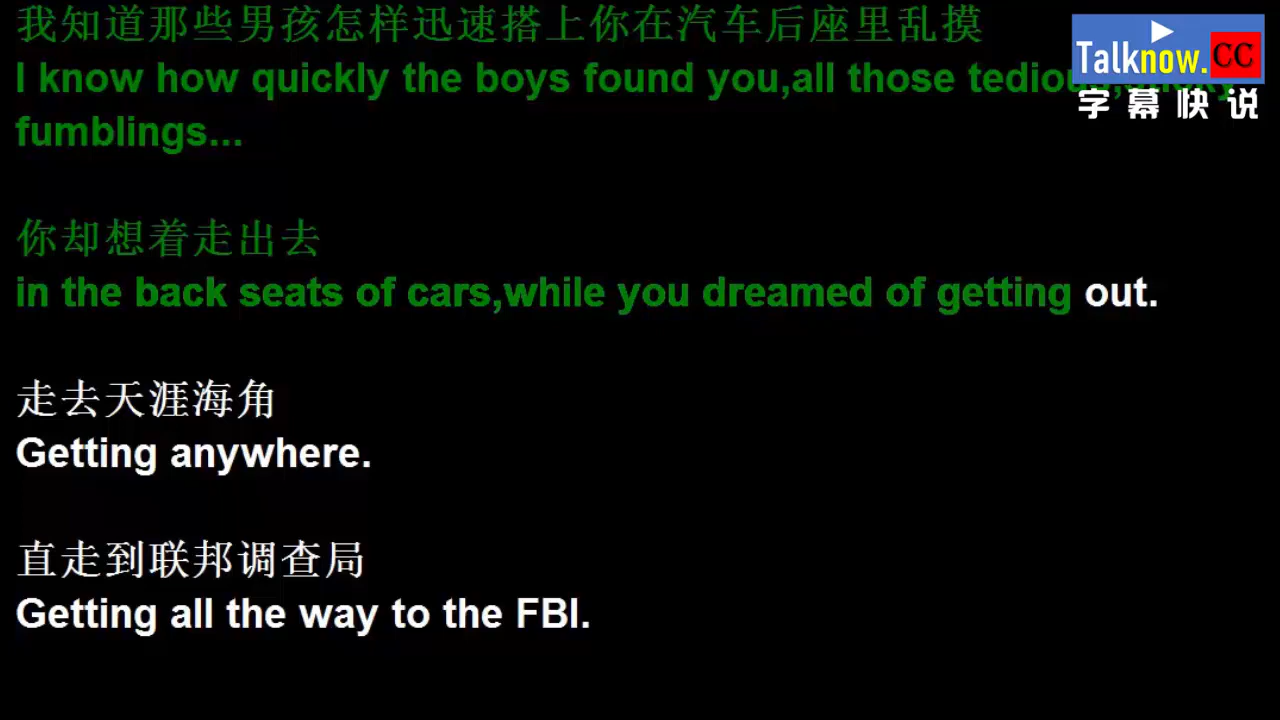 我知道那些男孩怎样迅速搭上你在汽车后座里乱摸
I know how quickly the boys found you,all those
fumblings...
你却想着走出去
in the back seats of cars,while you dreamed of getting out.
走去天涯海角
Getting anywhere.
直走到联邦调查局
Getting all the way to the FBI.
Talknow.CC
字幕快说